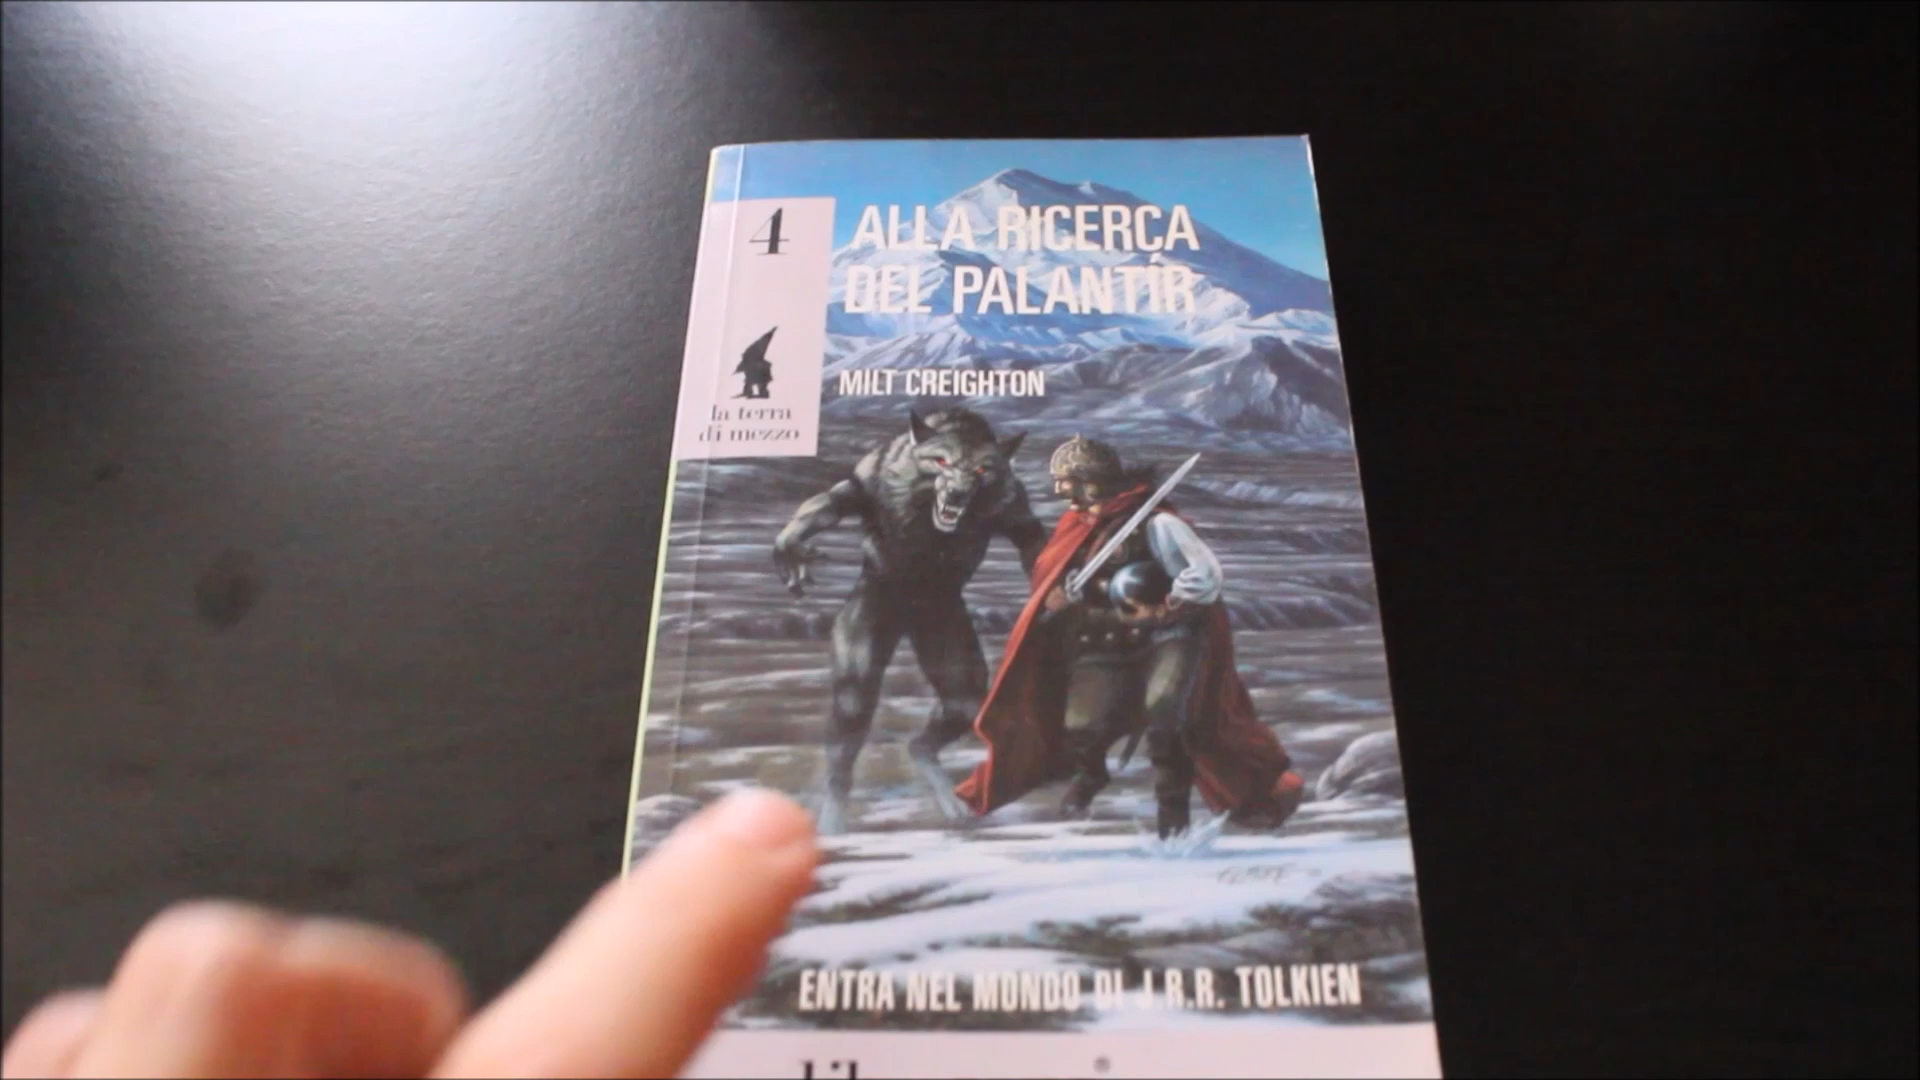 4
ALLA RICERCA
DEL PALANTÍR
MILT CREIGHTON
la terra
di mezzo
ENTRA NEL MONDO DI J.R.R. TOLKIEN